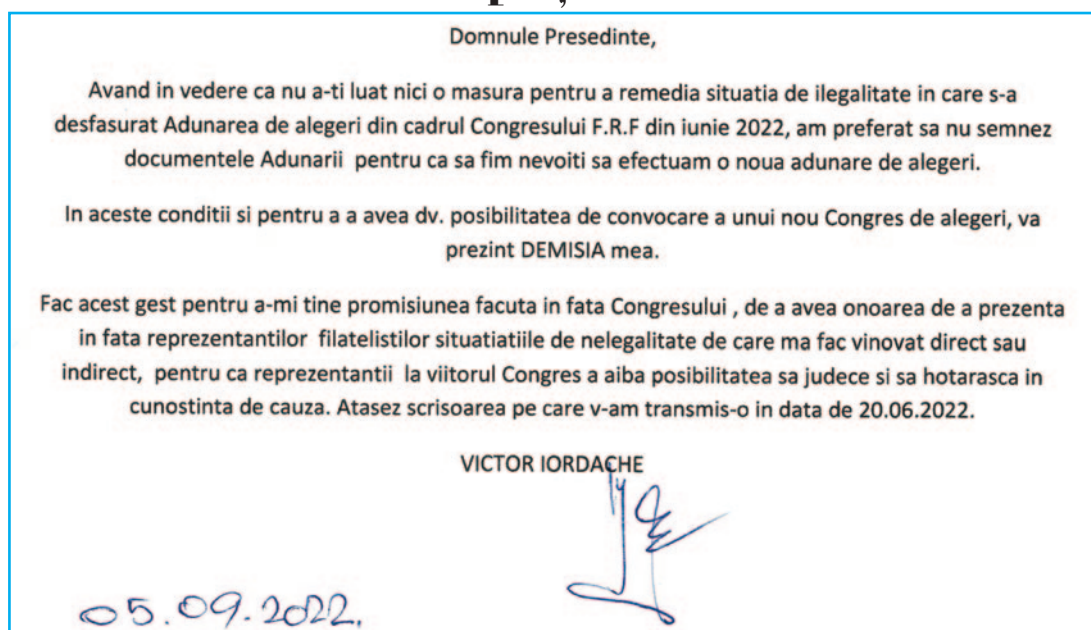 Domnule Presedinte,
Avand in vedere ca nu a-ti luat nici o masura pentru a remedia situatia de ilegalitate in care s-a
desfasurat Adunarea de alegeri din cadrul Congresului F.R.F din iunie 2022, am preferat sa nu semnez
documentele Adunarii pentru ca sa fim nevoiti sa efectuam o noua adunare de alegeri.
In aceste conditii si pentru a a avea dv. posibilitatea de convocare a unui nou Congres de alegeri, va
prezint DEMISIA mea.
Fac acest gest pentru a-mi tine promisiunea facuta in fata Congresului , de a avea onoarea de a prezenta
in fata reprezentantilor filatelistilor situatiatiile de nelegalitate de care ma fac vinovat direct sau
indirect, pentru ca reprezentantii la viitorul Congres a aiba posibilitatea sa judece si sa hotarasca in
cunostinta de cauza. Atasez scrisoarea pe care v-am transmis-o in data de 20.06.2022.
VICTOR IORDACHE
05.09.2022.